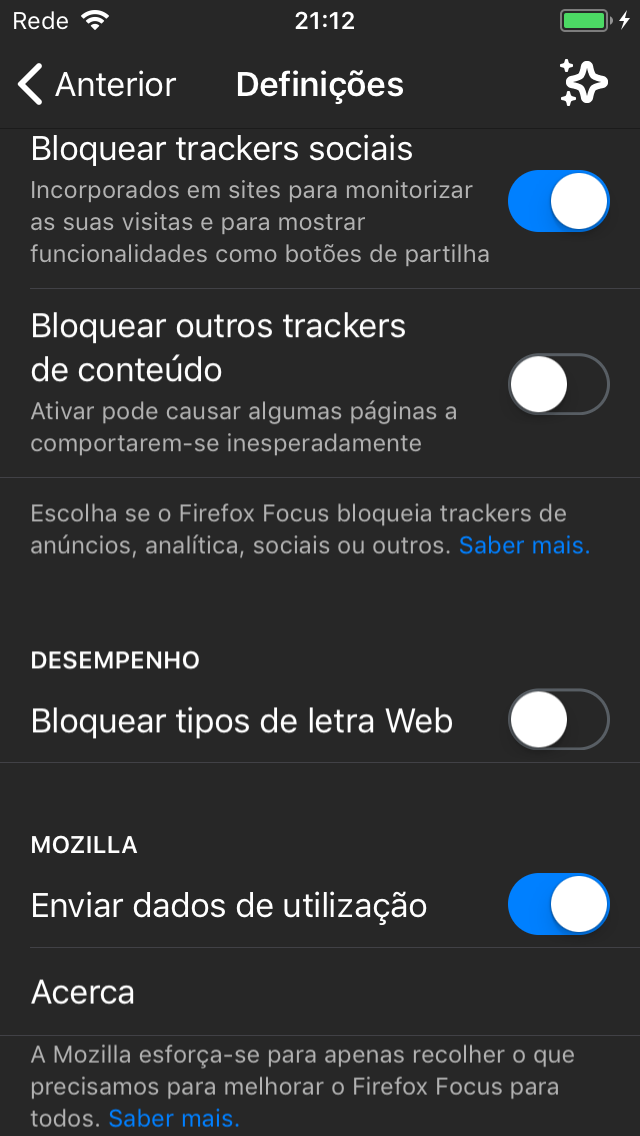 Rede
21:12
Anterior
Definições
Bloquear trackers sociais
Incorporados em sites para monitorizar
as suas visitas e para mostrar
funcionalidades como botões de partilha
Bloquear outros trackers
de conteúdo
Ativar pode causar algumas páginas a
comportarem-se inesperadamente
Escolha se o Firefox Focus bloqueia trackers de
anúncios, analítica, sociais ou outros. Saber mais.
DESEMPENHO
Bloquear tipos de letra Web
MOZILLA
Enviar dados de utilização
Acerca
A Mozilla esforça-se para apenas recolher o que
precisamos para melhorar o Firefox Focus para
todos. Saber mais.